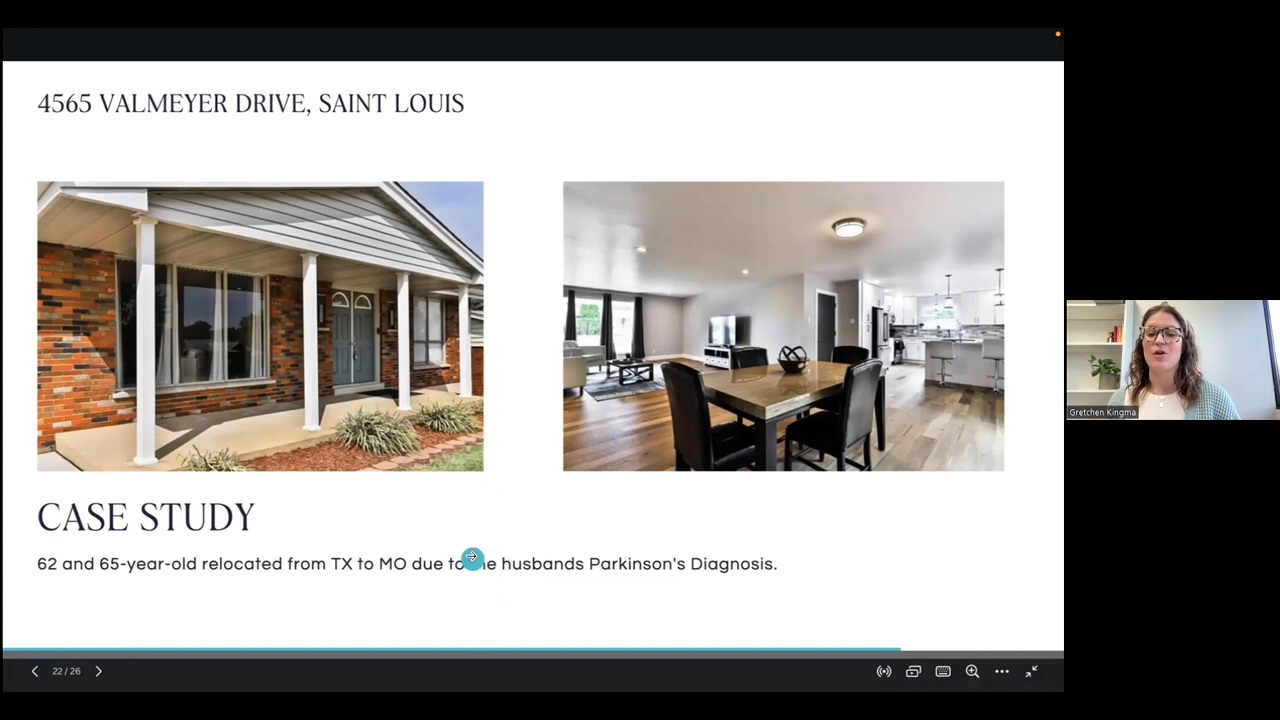 4565 VALMEYER DRIVE, SAINT LOUIS
Gretchen Kingma
CASE STUDY
62 and 65-year-old relocated from TX to MO due to husbands Parkinson's Diagnosis.
22 / 26